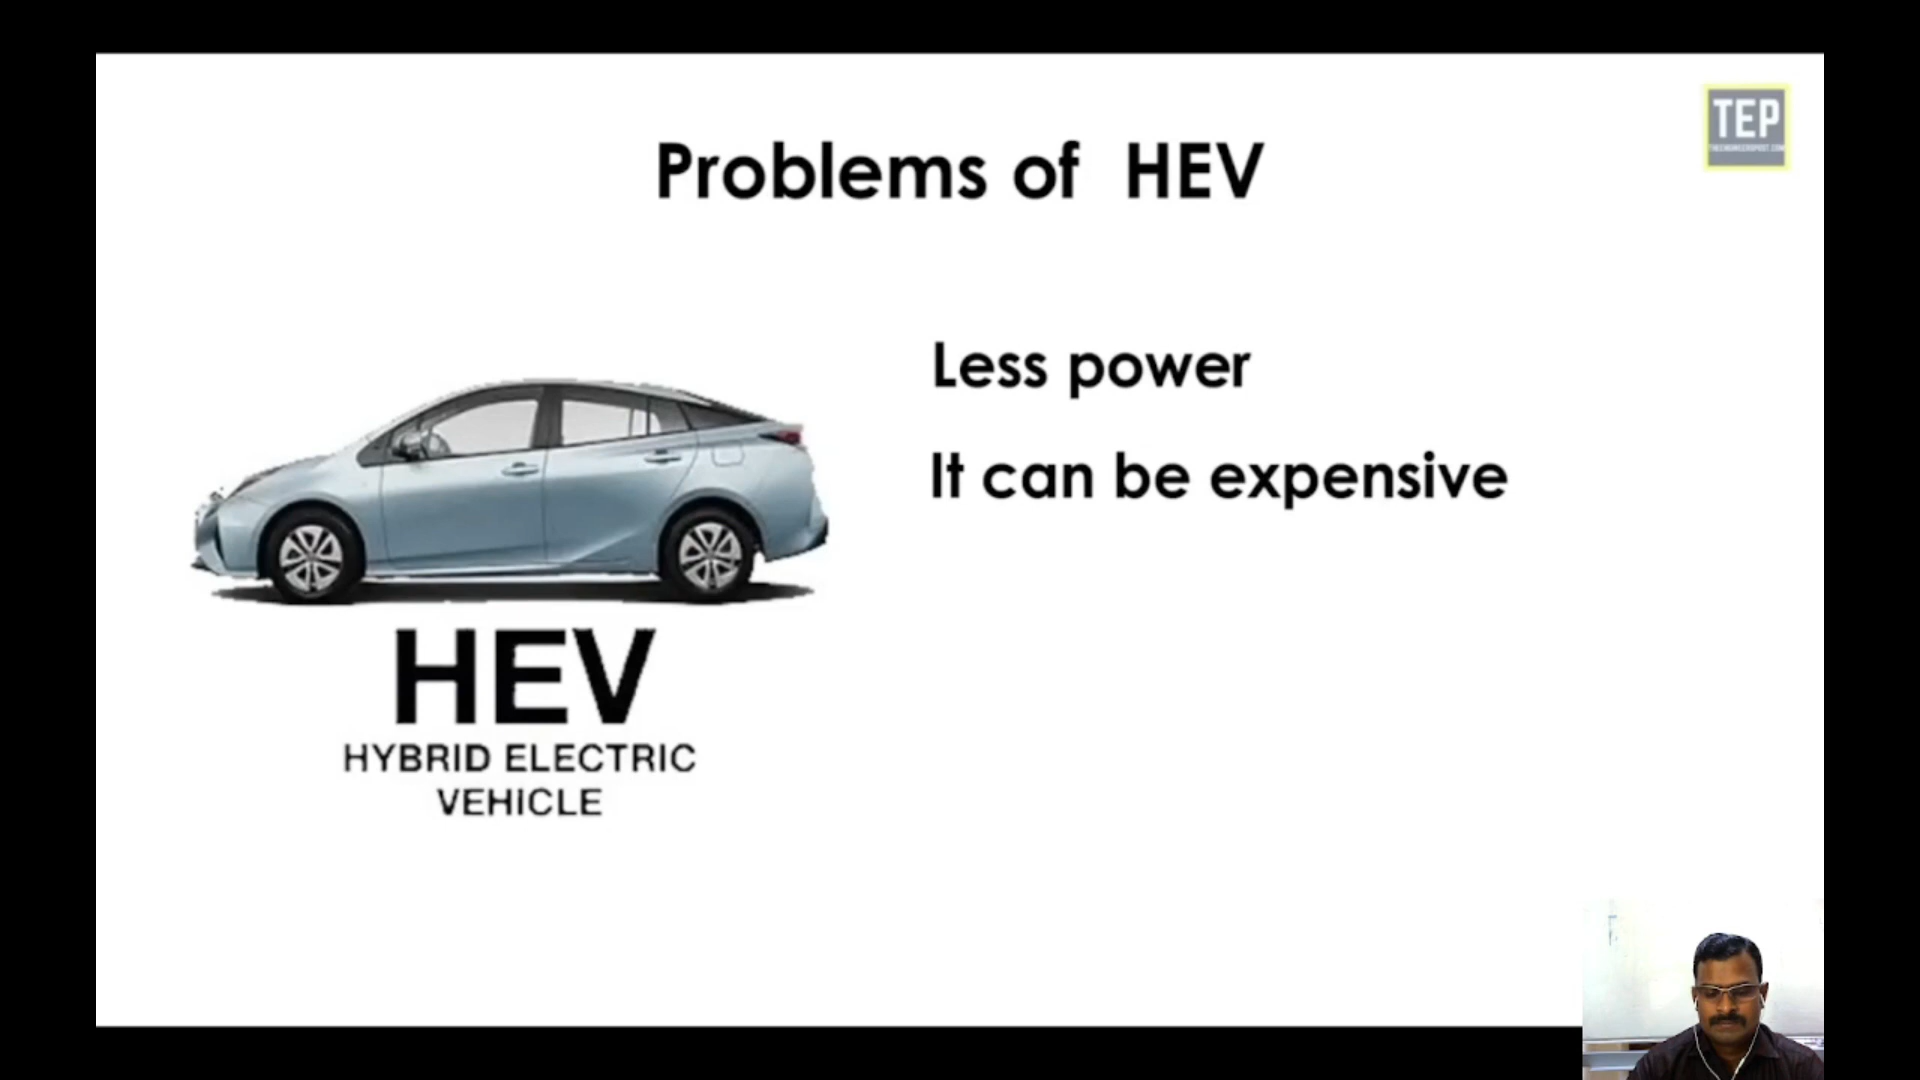 Problems of HEV
TEP
Less power
It can be expensive
HEV
HYBRID ELECTRIC
VEHICLE